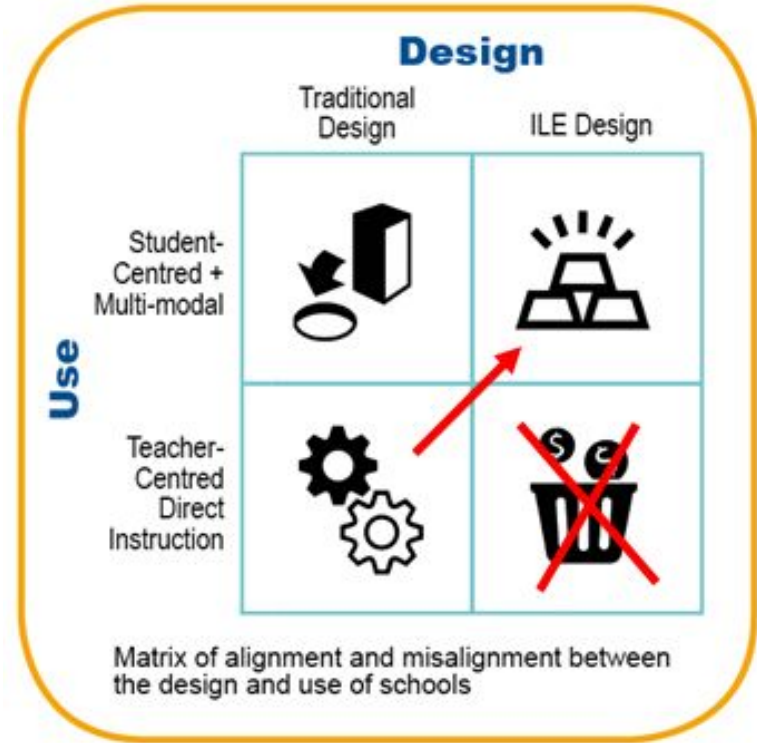 Design
Traditional
Design
ILE Design
Student-
Centred +
Multi-modal
Use
Teacher-
Centred
Direct
Instruction
$
Matrix of alignment and misalignment between
the design and use of schools